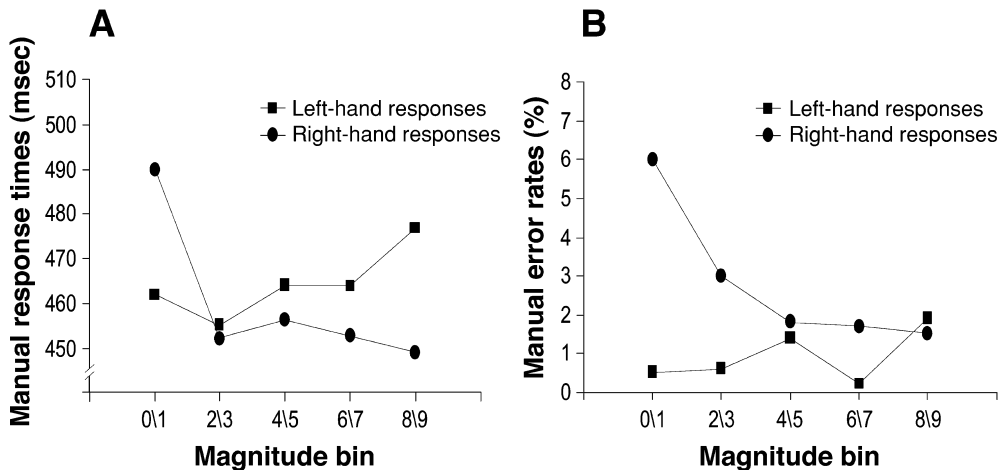 A
Manual response times (msec)
510
500
490
480
470
460
450
Left-hand responses
Right-hand responses
0\1 2\3 4\5 6\7 8\9
Magnitude bin
B
Manual error rates (%)
8
7
6
5
4
3
2
1
0
Left-hand responses
Right-hand responses
0\1 2\3 4\5 6\7 8\9
Magnitude bin